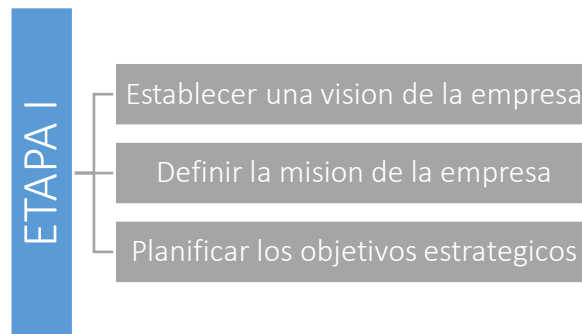 ETAPA I
Establecer una vision de la empresa
Definir la mision de la empresa
Planificar los objetivos estrategicos